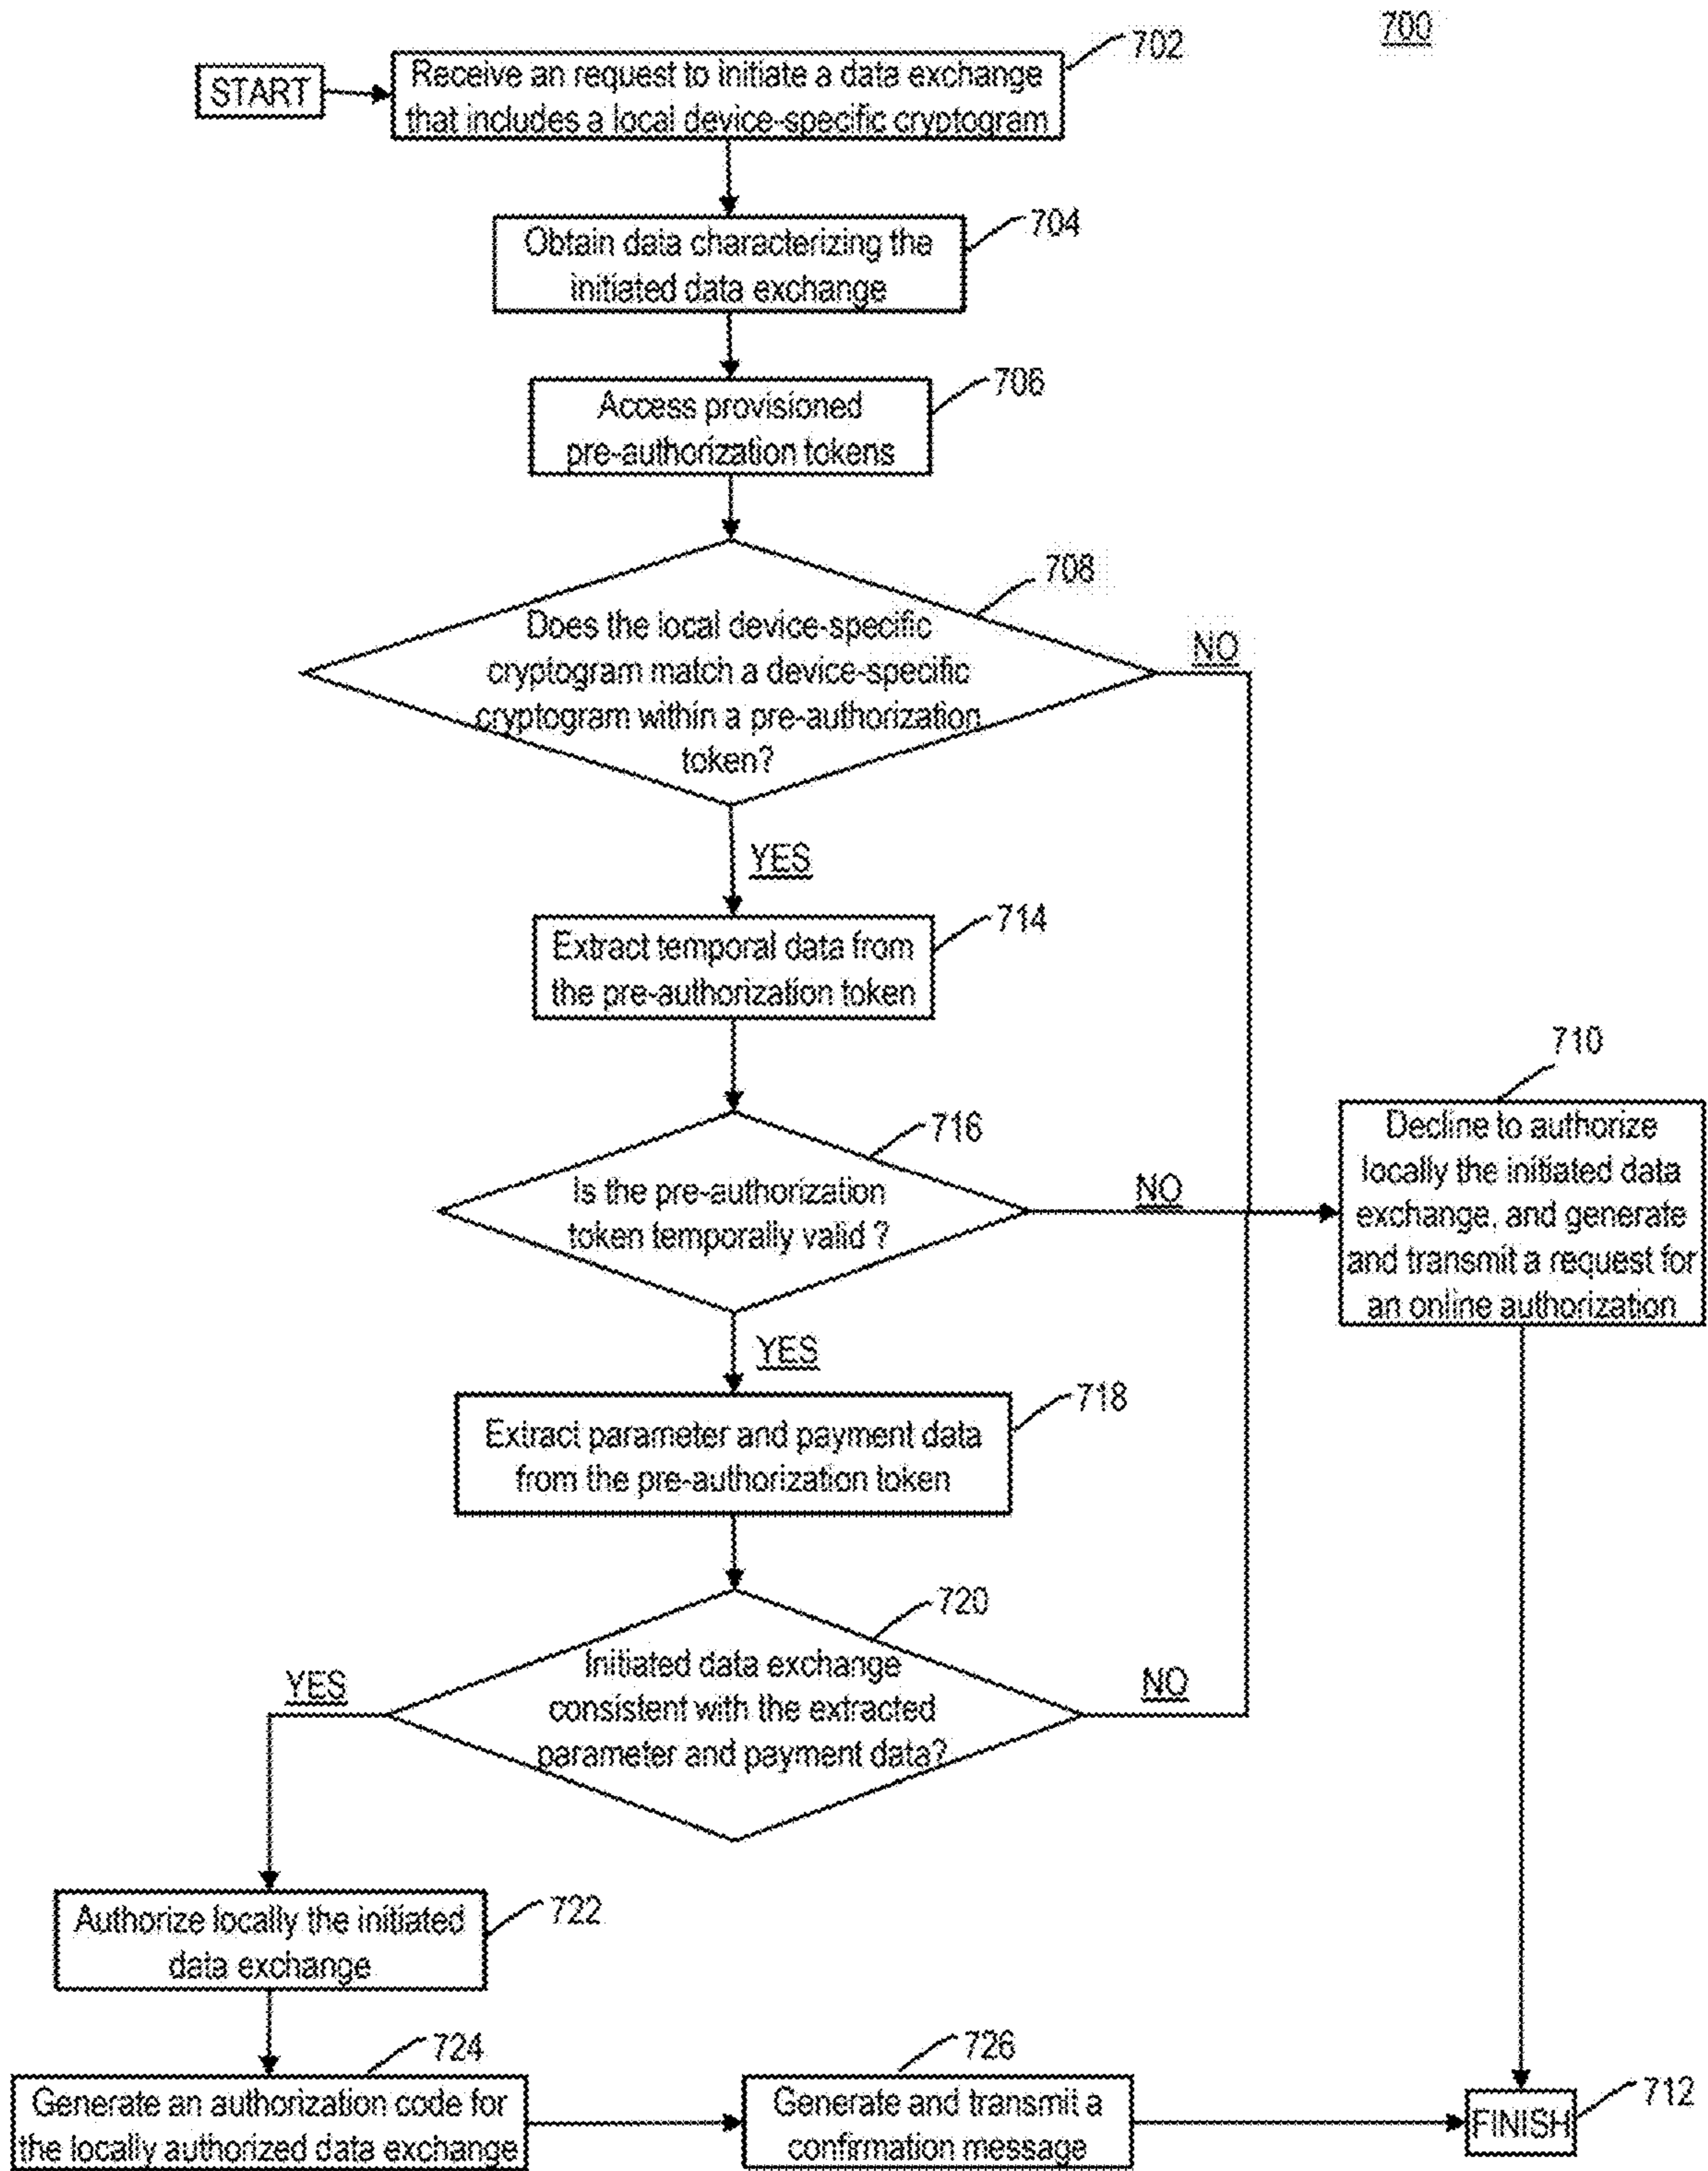 700
START
702
Receive an request to initiate a data exchange
that includes a local device-specific cryptogram
704
Obtain data characterizing the
initiated data exchange
706
Access provisioned
pre-authorization tokens
708
Does the local device-specific
cryptogram match a device-specific
cryptogram within a pre-authorization
token?
NO
YES
714
Extract temporal data from
the pre-authorization token
710
Decline to authorize
locally the initiated data
exchange, and generate
and transmit a request for
an online authorization
716
Is the pre-authorization
token temporally valid ?
NO
YES
718
Extract parameter and payment data
from the pre-authorization token
720
Initiated data exchange
consistent with the extracted
parameter and payment data?
YES
NO
722
Authorize locally the initiated
data exchange
724
Generate an authorization code for
the locally authorized data exchange
726
Generate and transmit a
confirmation message
712
FINISH